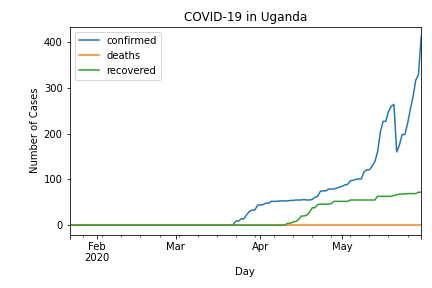 COVID-19 in Uganda
confirmed
deaths
recovered
Number of Cases
400
300
200
100
0
Feb Mar Apr May
2020
Day